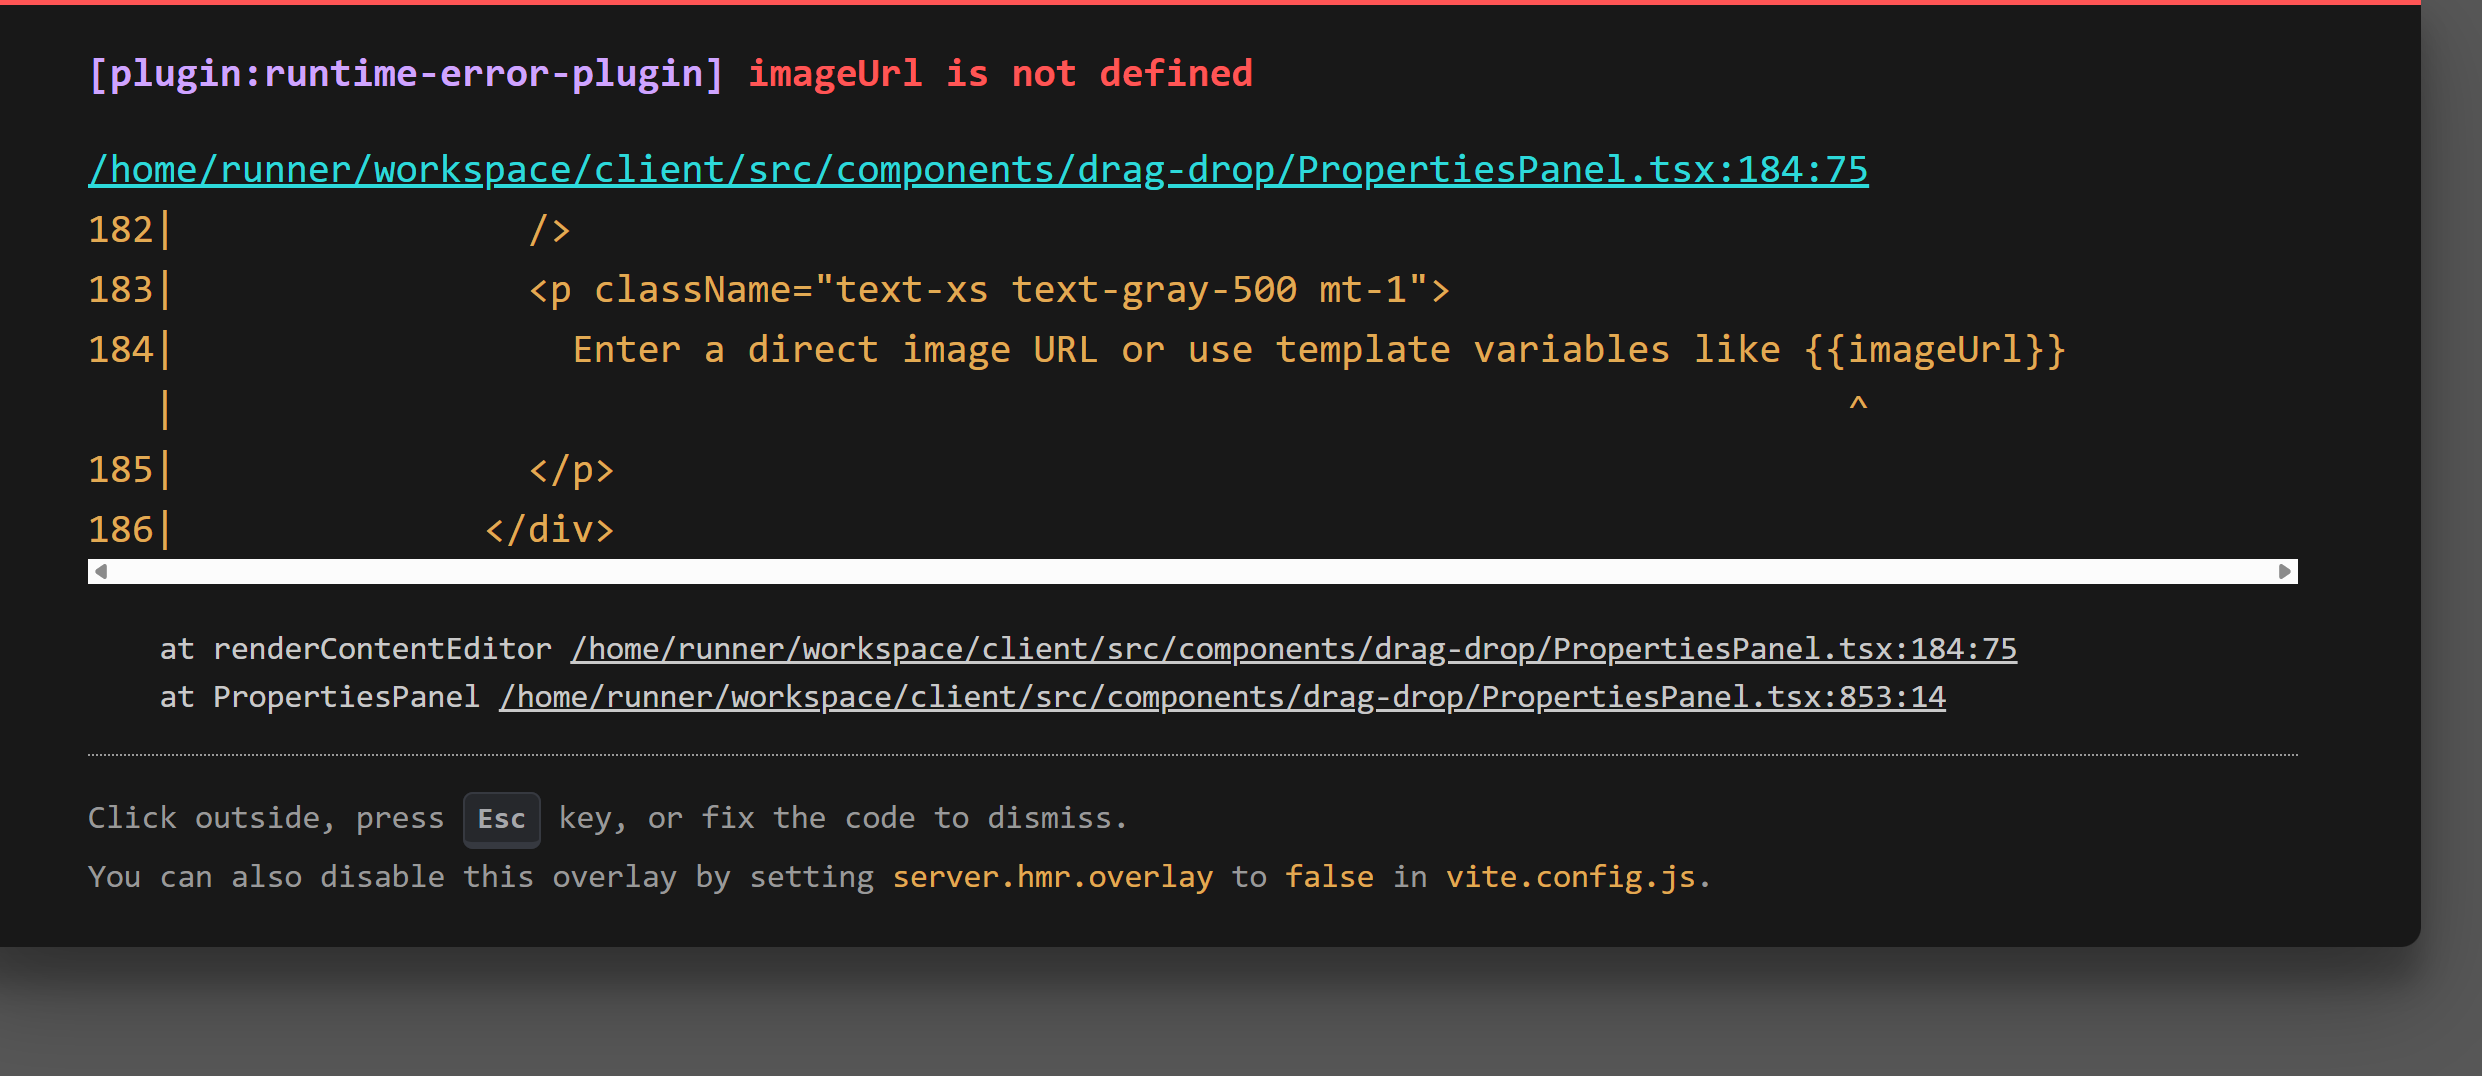 [plugin:runtime-error-plugin] imageUrl is not defined
/home/runner/workspace/client/src/components/drag-drop/PropertiesPanel.tsx:184:75
182|                 />
183|                 <p className="text-xs text-gray-500 mt-1">
184|                   Enter a direct image URL or use template variables like {{imageUrl}}
   |                                                                             ^
185|                 </p>
186|               </div>
at renderContentEditor /home/runner/workspace/client/src/components/drag-drop/PropertiesPanel.tsx:184:75
at PropertiesPanel /home/runner/workspace/client/src/components/drag-drop/PropertiesPanel.tsx:853:14
Click outside, press Esc key, or fix the code to dismiss.
You can also disable this overlay by setting server.hmr.overlay to false in vite.config.js.